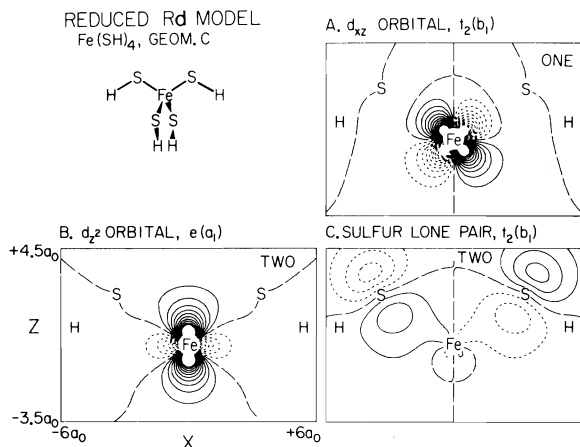 REDUCED Rd MODEL
Fe(SH)4, GEOM. C
S S
H Fe H
S S
H H
A. dxz ORBITAL, t2(b1)
ONE
S S
H Fe H
B. dz2 ORBITAL, e(a1)
+4.5a0
TWO
S S
H Fe H
Z
-3.5a0
-6a0 X +6a0
C. SULFUR LONE PAIR, t2(b1)
TWO
S S
H Fe H